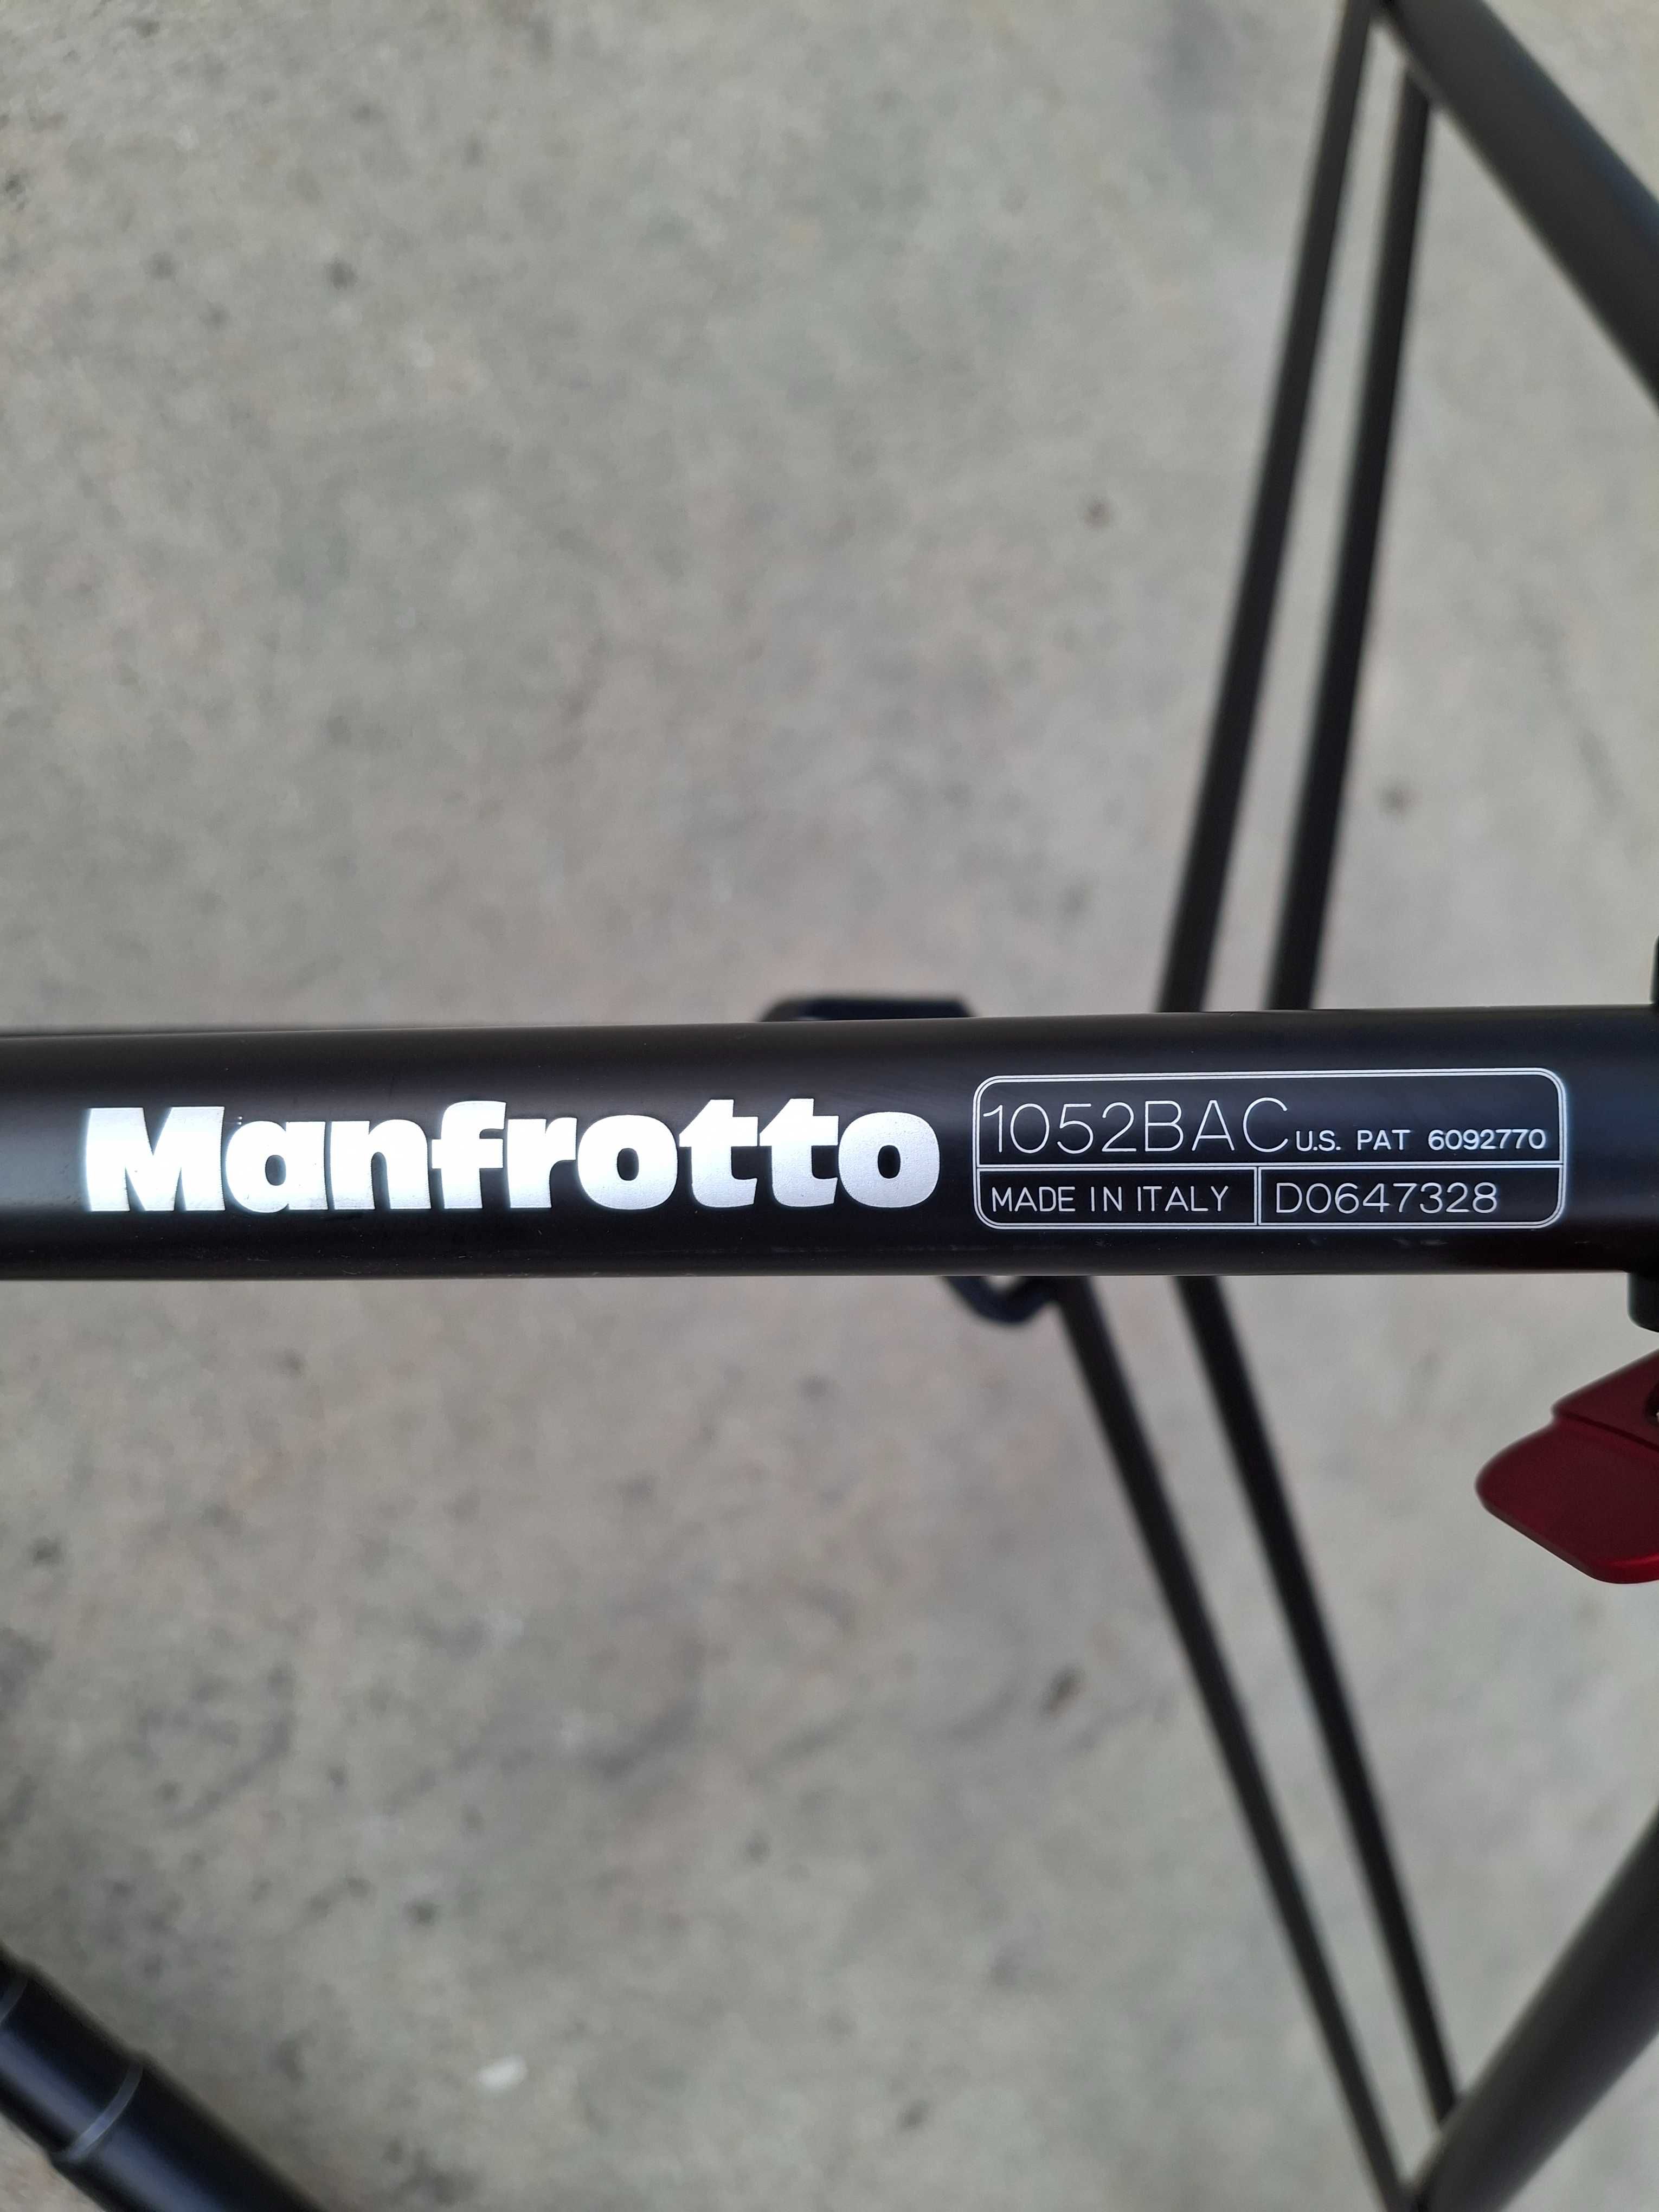 Manfrotto
1052BAC U.S. PAT 6092770
MADE IN ITALY D0647328